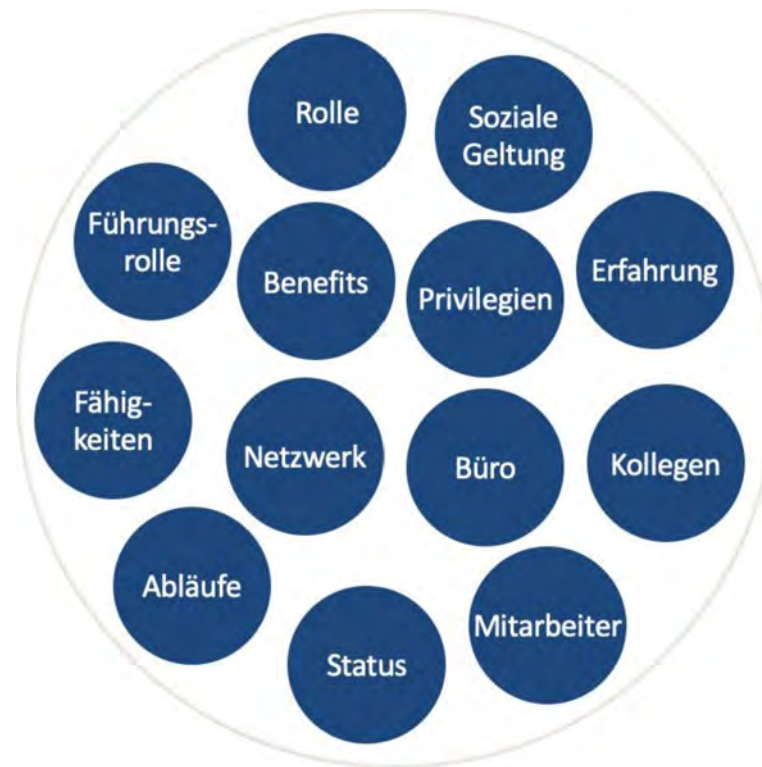 Rolle
Soziale
Geltung
Führungs-
rolle
Benefits
Privilegien
Erfahrung
Fähig-
keiten
Netzwerk
Büro
Kollegen
Abläufe
Status
Mitarbeiter